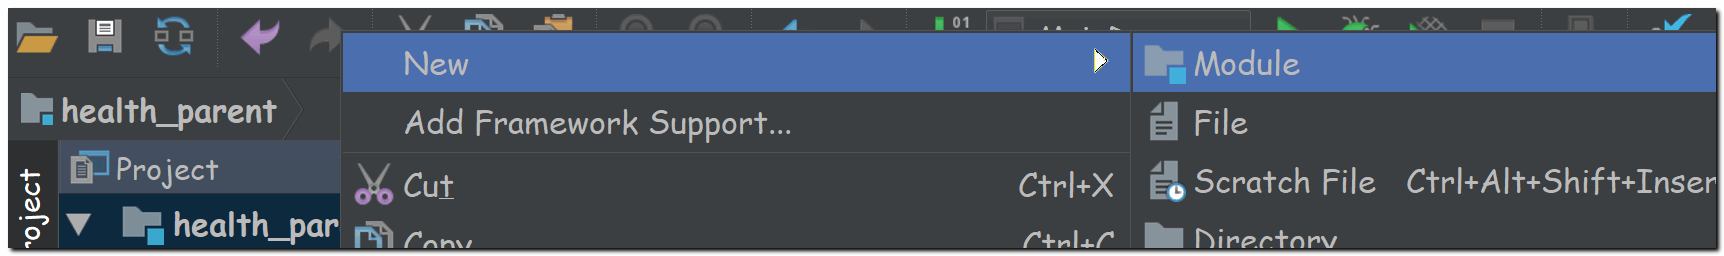 01
New
Module
health_parent
Add Framework Support...
File
Project
Project
Cut
Ctrl+X
Scratch File
Ctrl+Alt+Shift+Inser
health_par
Copy
Ctrl+C
Directory